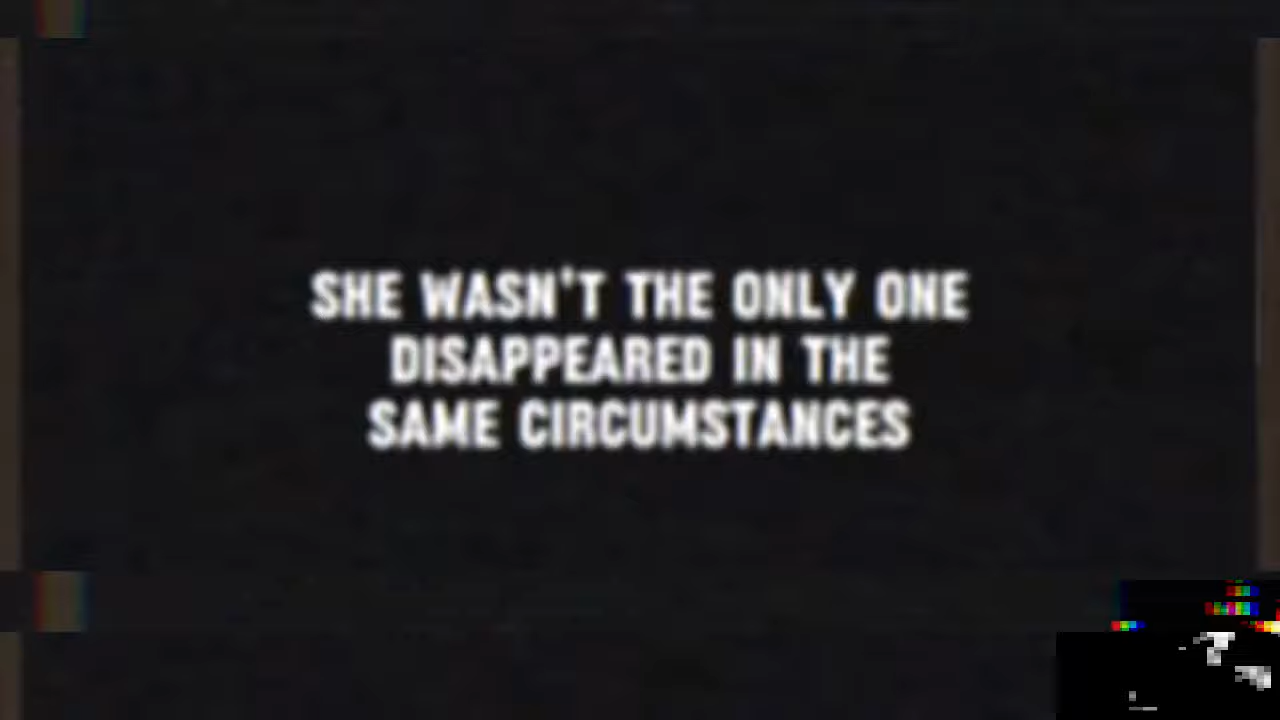 SHE WASN'T THE ONLY ONE
DISAPPEARED IN THE
SAME CIRCUMSTANCES